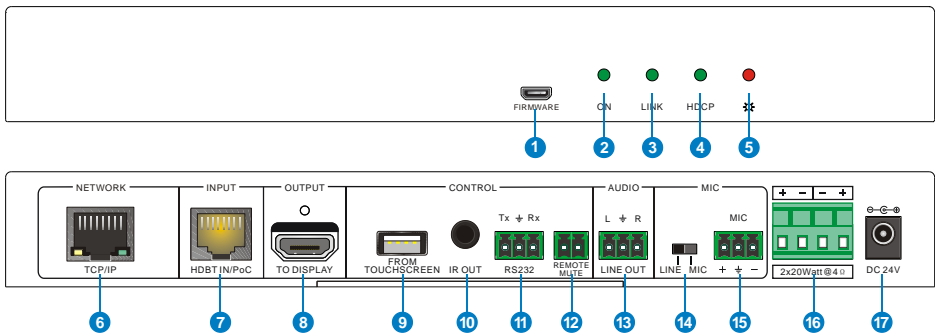 FIRMWARE ON LINK HDCP
1 2 3 4 5
NETWORK INPUT OUTPUT CONTROL AUDIO MIC
+ − − +
Tx Rx L R MIC
TCP/IP HDBT IN/PoC TO DISPLAY FROM TOUCHSCREEN IR OUT RS232 REMOTE MUTE LINE OUT LINE MIC + − 2x20Watt@4Ω DC 24V
6 7 8 9 10 11 12 13 14 15 16 17